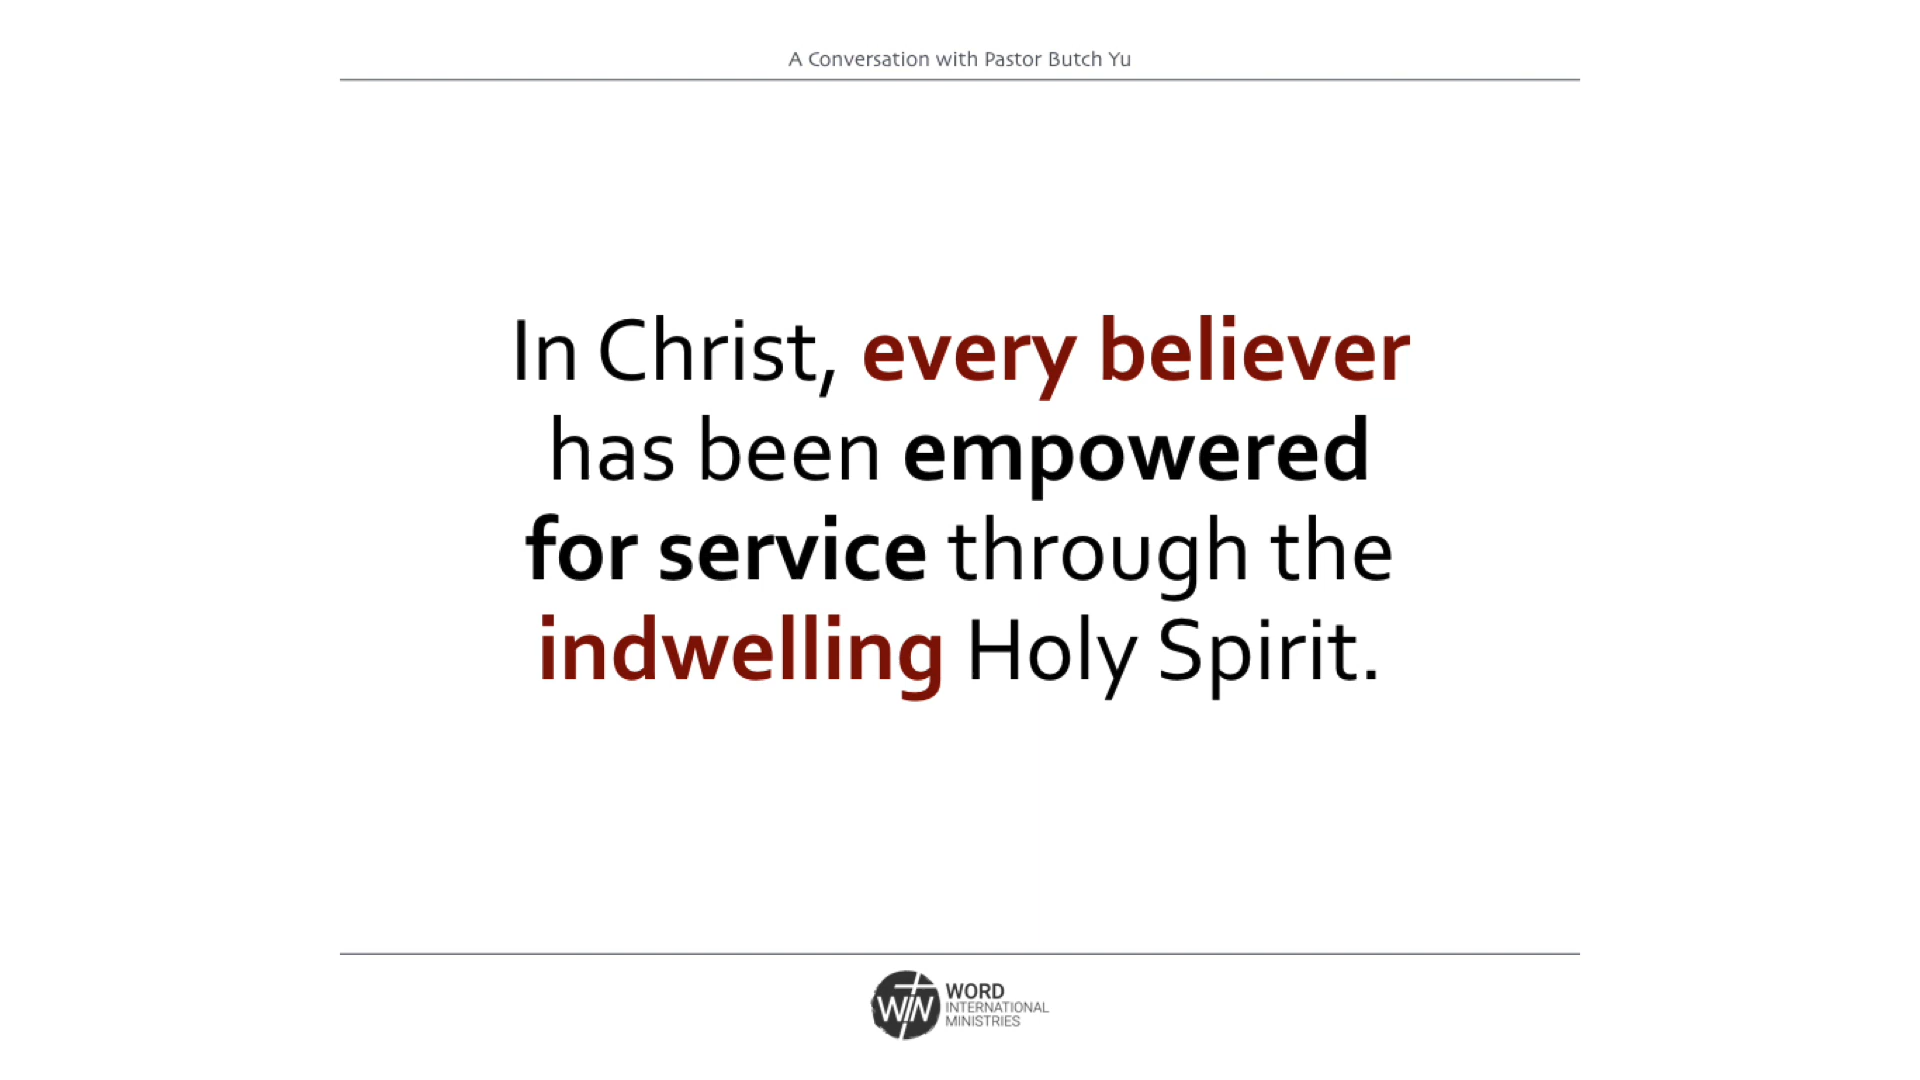 A Conversation with Pastor Butch Yu
In Christ, every believer
has been empowered
for service through the
indwelling Holy Spirit.
WIN
WORD
INTERNATIONAL
MINISTRIES